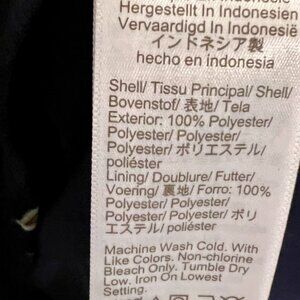 Hergestellt In Indonesien
Vervaardigd In Indonesië
インドネシア製
hecho en indonesia
Shell/ Tissu Principal/ Shell/
Bovenstof/ 表地/ Tela
Exterior: 100% Polyester/
Polyester/ Polyester/
Polyester/ Polyester/ ポリエステル/
poliéster
Lining/ Doublure/ Futter/
Voering/ 裏地/ Forro: 100%
Polyester/ Polyester/
Polyester/ Polyester/ ポリ
エステル/ poliéster
Machine Wash Cold. With
Like Colors. Non-chlorine
Bleach Only. Tumble Dry
Low. Iron On Lowest
Setting.